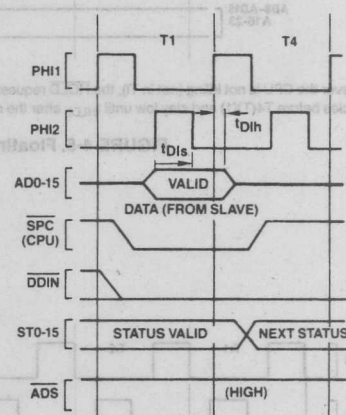 T1 T4
PHI1
PHI2
tDIs
tDIh
AD0-15
VALID
DATA (FROM SLAVE)
SPC
(CPU)
DDIN
ST0-15
STATUS VALID
NEXT STATUS
ADS
(HIGH)